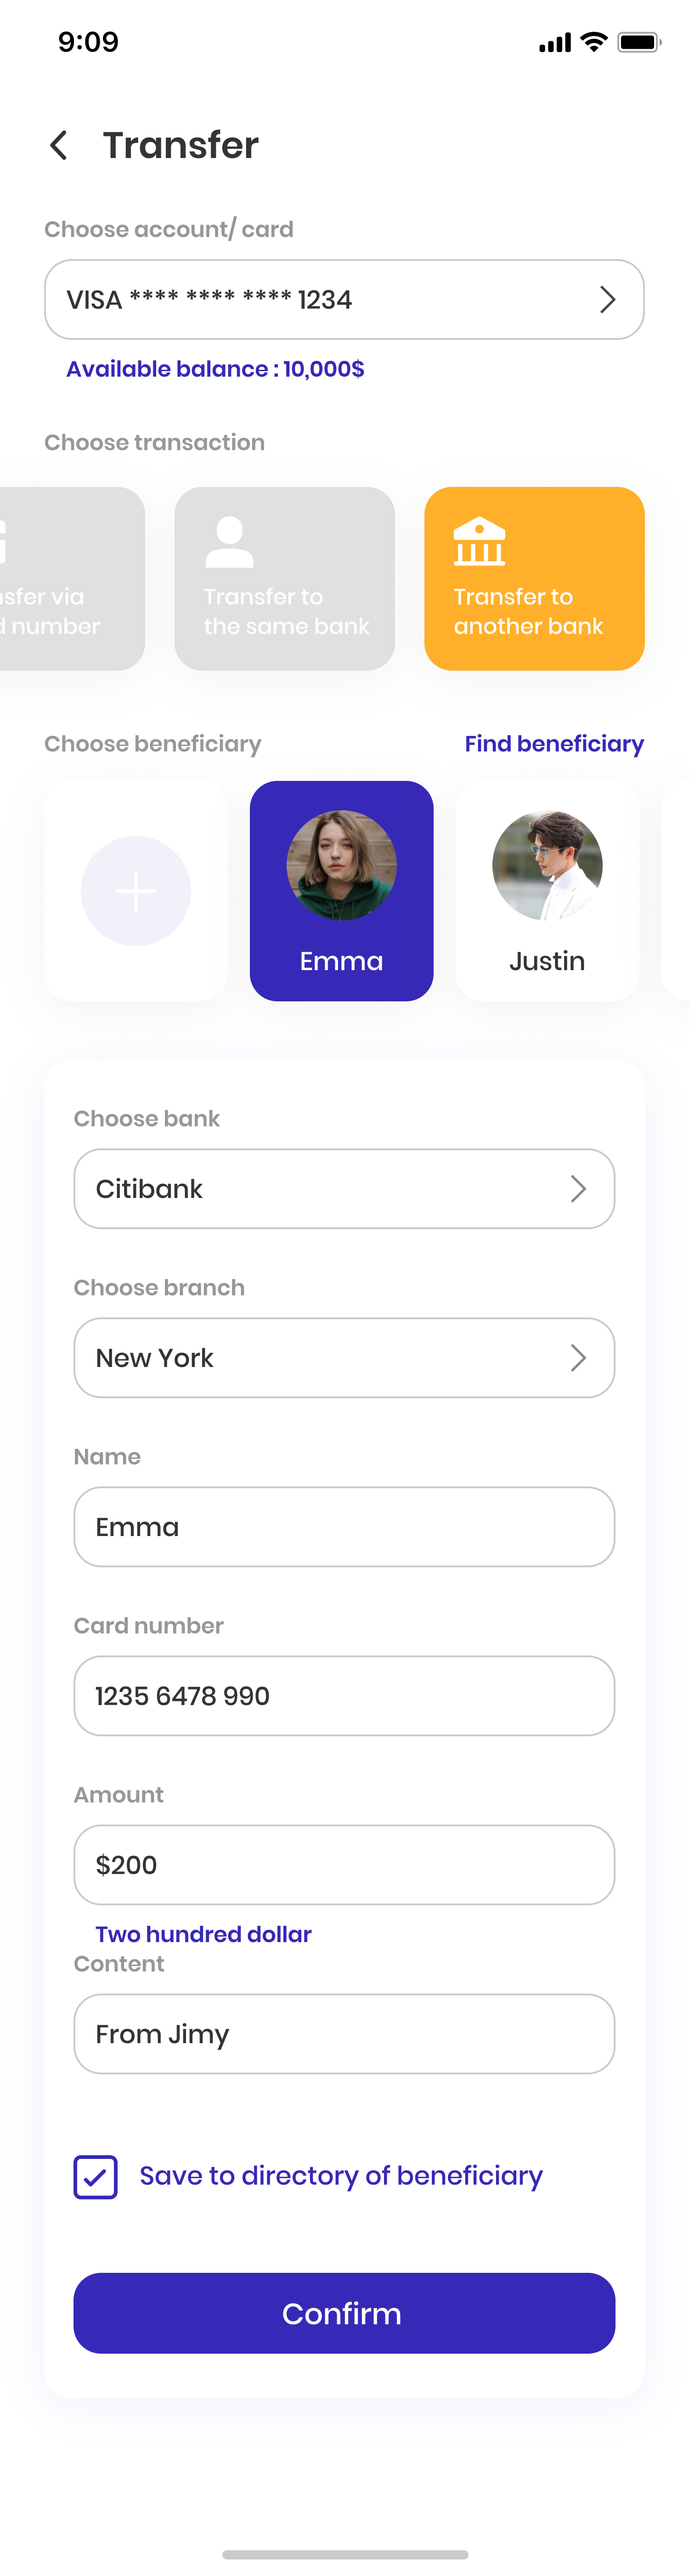 9:09
Transfer
Choose account/ card
VISA **** **** **** 1234
Available balance : 10,000$
Choose transaction
nsfer via
d number
Transfer to
the same bank
Transfer to
another bank
Choose beneficiary
Find beneficiary
Emma
Justin
Choose bank
Citibank
Choose branch
New York
Name
Emma
Card number
1235 6478 990
Amount
$200
Two hundred dollar
Content
From Jimy
Save to directory of beneficiary
Confirm